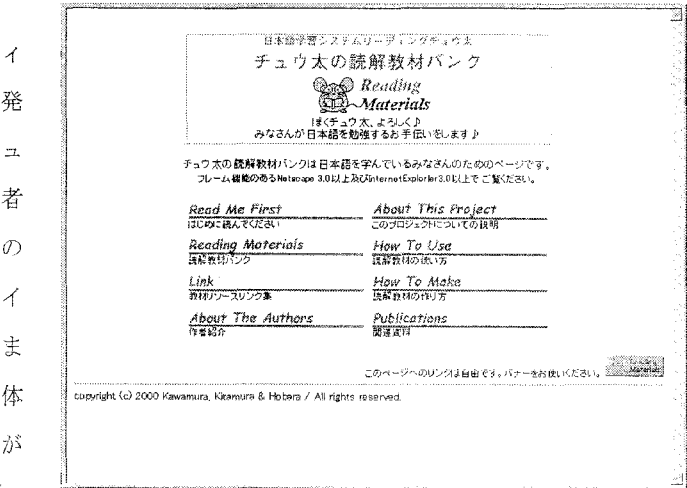 イ
発
ュ
者
の
イ
ま
体
が
日本語学習システムリーディングチュウ太
チュウ太の読解教材バンク
Reading
Materials
ぼくチュウ太、よろしく♪
みなさんが日本語を勉強するお手伝いをします♪
チュウ太の読解教材バンクは日本語を学んでいるみなさんのためのページです。
フレーム機能のあるNetscape 3.0以上及びInternetExplorler3.0以上でご覧ください。
Read Me First
はじめに読んでください
About This Project
このプロジェクトについての説明
Reading Materials
読解教材バンク
How To Use
読解教材の使い方
Link
教材リソースリンク集
How To Make
読解教材の作り方
About The Authors
作者紹介
Publications
関連資料
このページへのリンクは自由です。バナーをお使いください。
Reading
Materials
copyright (c) 2000 Kawamura, Kitamura & Hobara / All rights reserved.